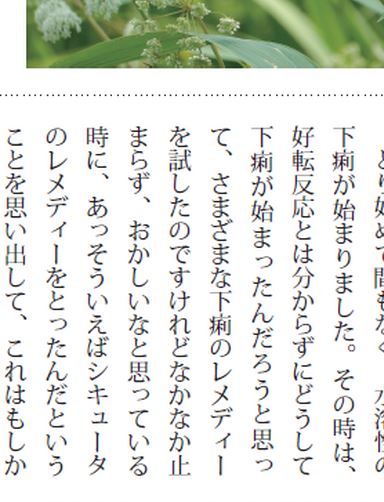 とり始めて間もなく、水溶性の
下痢が始まりました。その時は、
好転反応とは分からずにどうして
下痢が始まったんだろうと思っ
て、さまざまな下痢のレメディー
を試したのですけれどなかなか止
まらず、おかしいなと思っている
時に、あっそういえばシキュータ
のレメディーをとったんだという
ことを思い出して、これはもしか